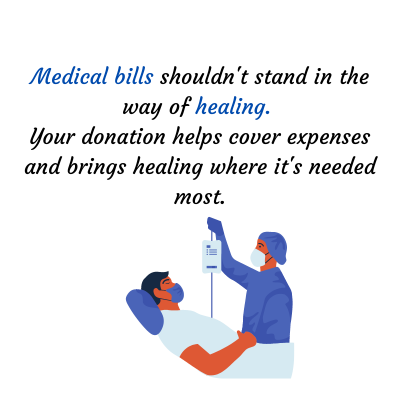 Medical bills shouldn't stand in the
way of healing.
Your donation helps cover expenses
and brings healing where it's needed
most.